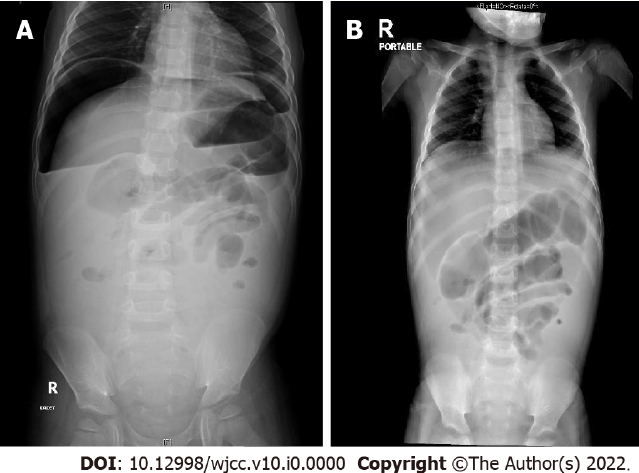 A
R
ERECT
B
R
PORTABLE
DOI: 10.12998/wjcc.v10.i0.0000 Copyright ©The Author(s) 2022.